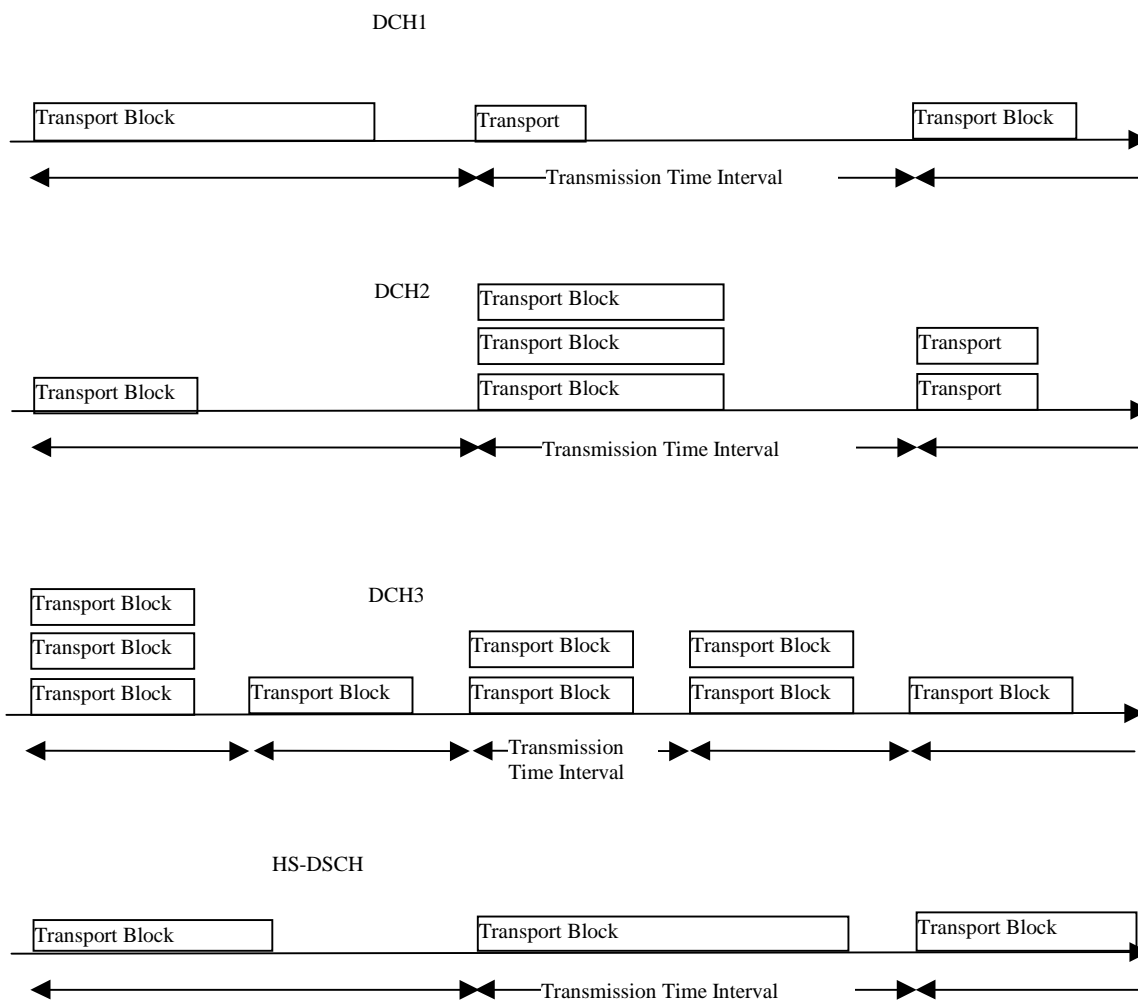 DCH1
Transport Block
Transport
Transport Block
Transmission Time Interval
DCH2
Transport Block
Transport Block
Transport
Transport Block
Transport Block
Transport
Transmission Time Interval
DCH3
Transport Block
Transport Block
Transport Block
Transport Block
Transport Block
Transport Block
Transport Block
Transport Block
Transport Block
Transmission
Time Interval
HS-DSCH
Transport Block
Transport Block
Transport Block
Transmission Time Interval